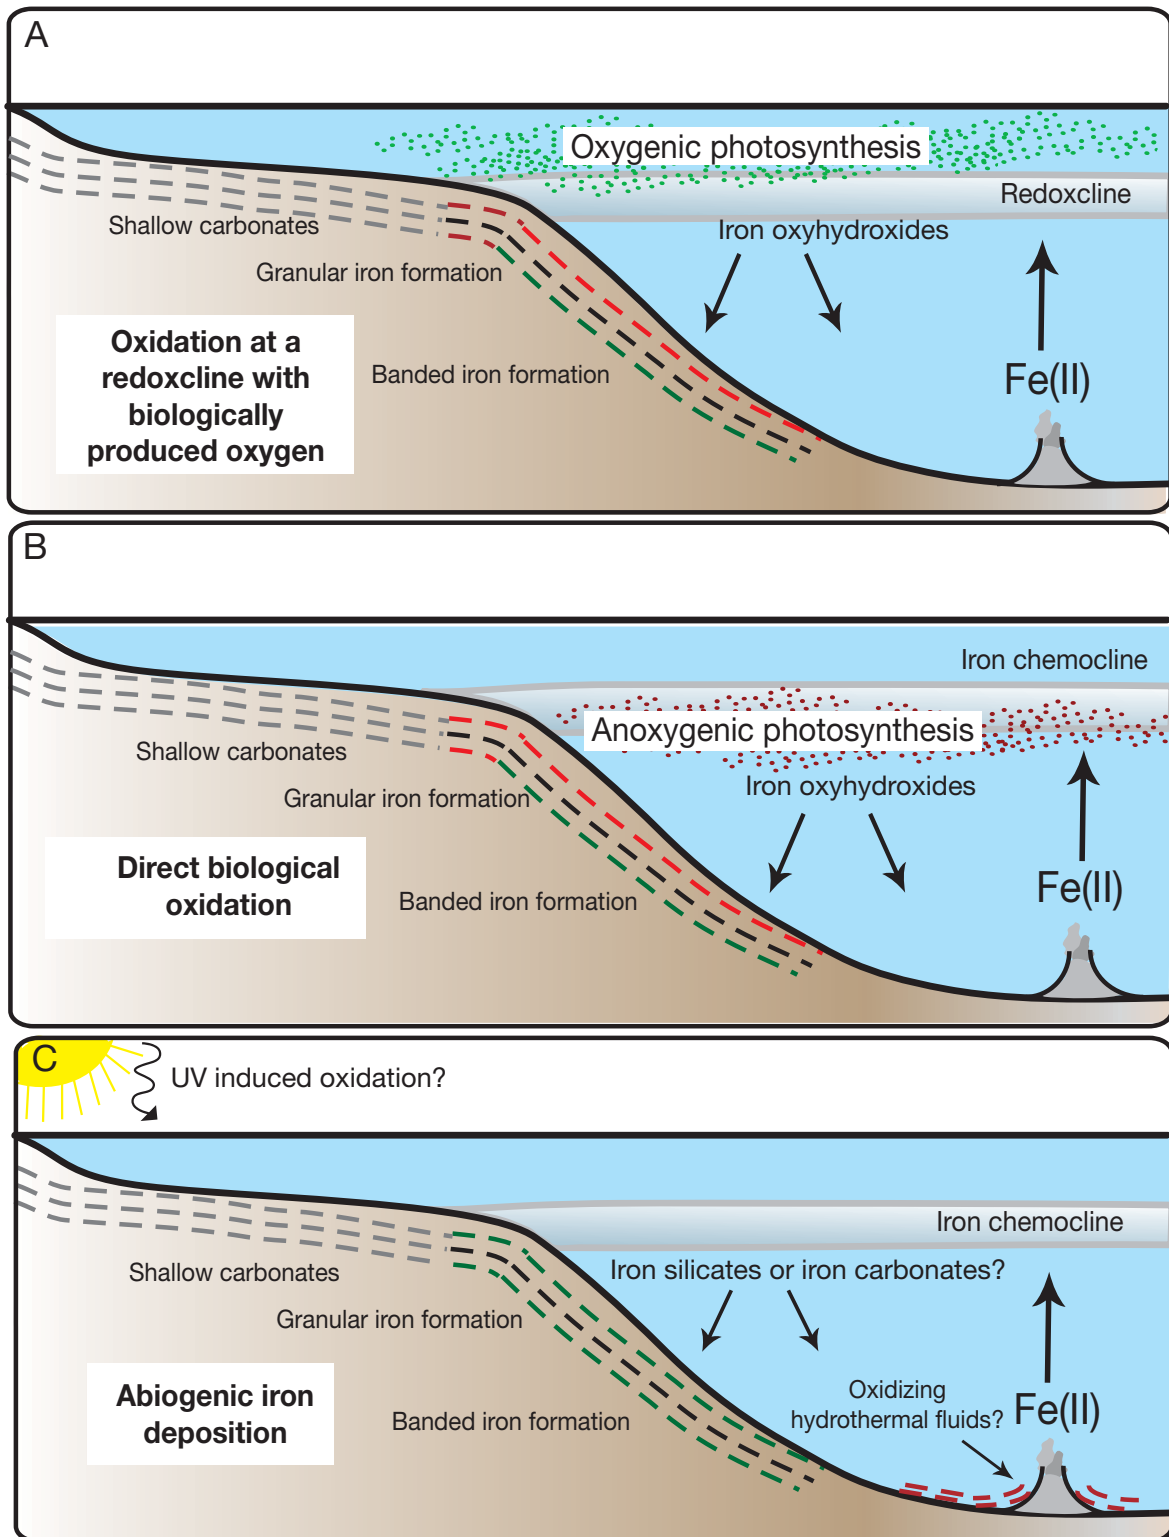 A
Oxygenic photosynthesis
Redoxcline
Shallow carbonates
Iron oxyhydroxides
Granular iron formation
Oxidation at a
redoxcline with
biologically
produced oxygen
Banded iron formation
Fe(II)
B
Iron chemocline
Anoxygenic photosynthesis
Shallow carbonates
Iron oxyhydroxides
Granular iron formation
Direct biological
oxidation
Banded iron formation
Fe(II)
C
UV induced oxidation?
Iron chemocline
Shallow carbonates
Iron silicates or iron carbonates?
Granular iron formation
Abiogenic iron
deposition
Banded iron formation
Oxidizing
hydrothermal fluids?
Fe(II)